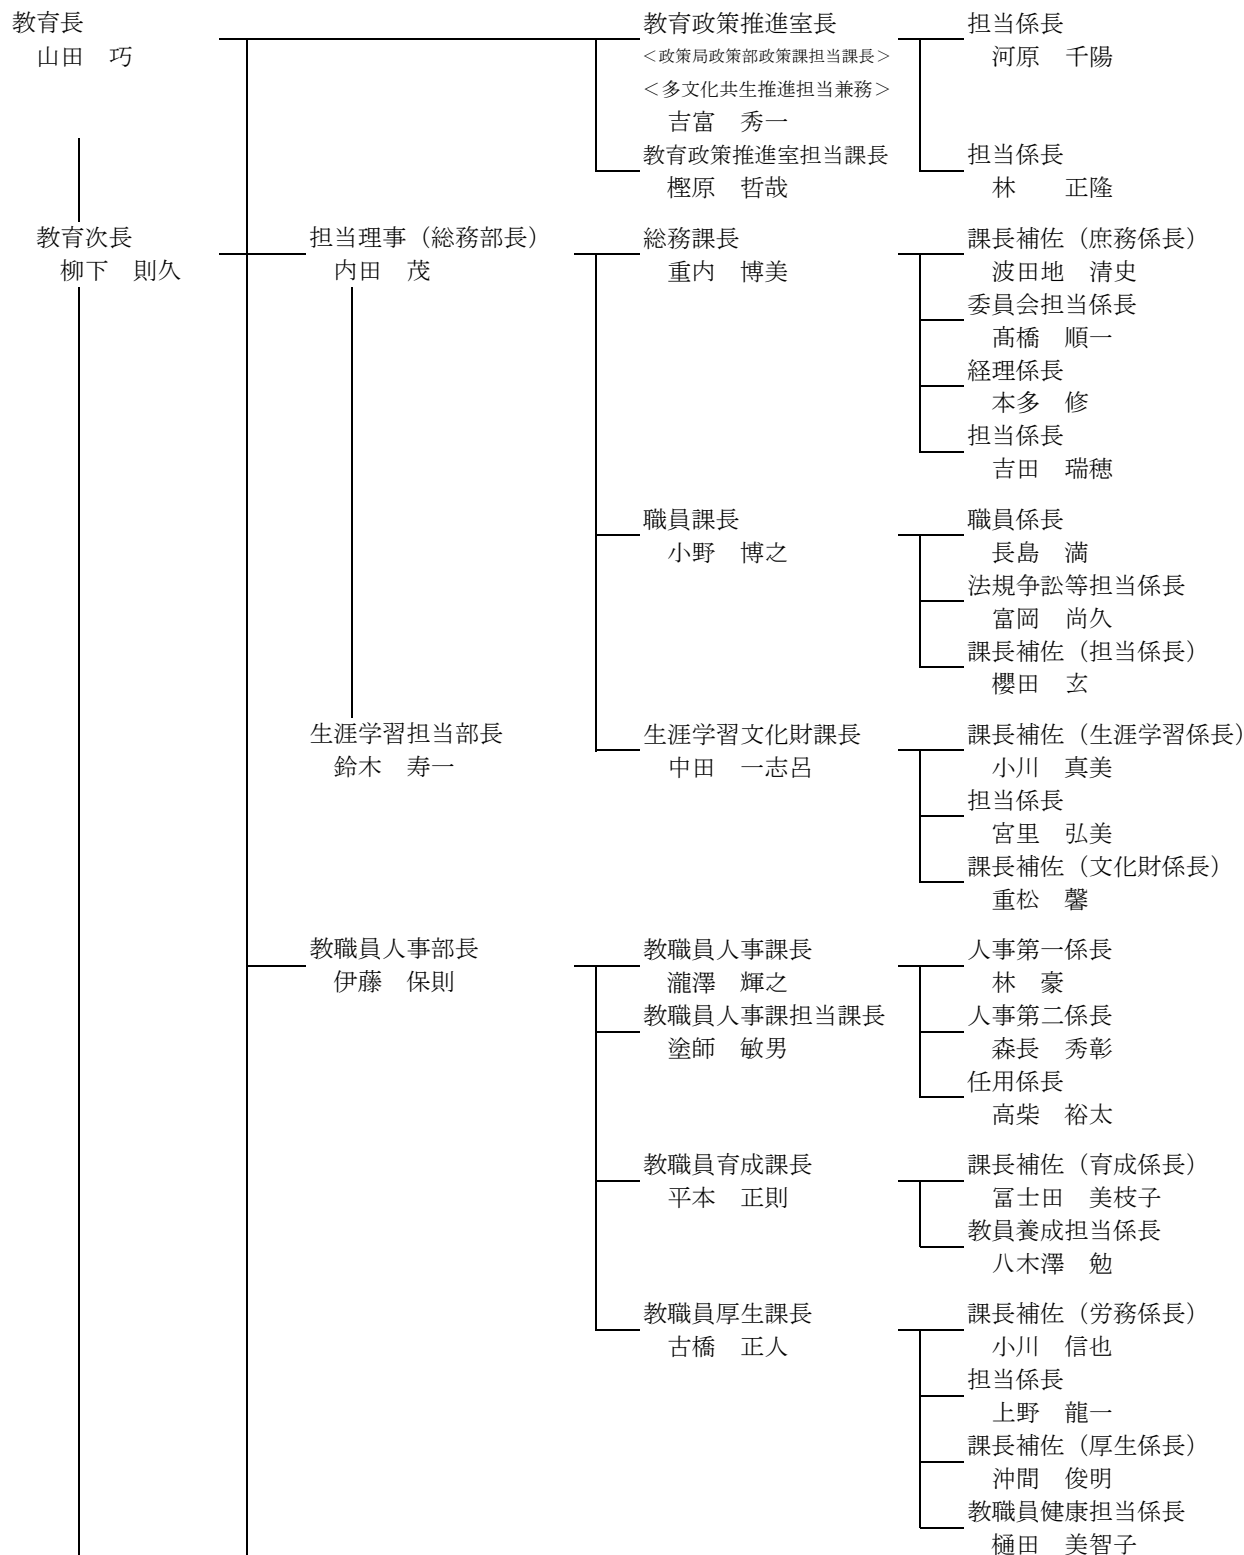 教育長
山田　巧
教育政策推進室長
＜政策局政策部政策課担当課長＞
＜多文化共生推進担当兼務＞
吉富　秀一
教育政策推進室担当課長
樫原　哲哉
担当係長
河原　千陽
担当係長
林　　正隆
教育次長
柳下　則久
担当理事（総務部長）
内田　茂
総務課長
重内　博美
課長補佐（庶務係長）
波田地　清史
委員会担当係長
髙橋　順一
経理係長
本多　修
担当係長
吉田　瑞穂
職員課長
小野　博之
職員係長
長島　満
法規争訟等担当係長
富岡　尚久
課長補佐（担当係長）
櫻田　玄
生涯学習担当部長
鈴木　寿一
生涯学習文化財課長
中田　一志呂
課長補佐（生涯学習係長）
小川　真美
担当係長
宮里　弘美
課長補佐（文化財係長）
重松　馨
教職員人事部長
伊藤　保則
教職員人事課長
瀧澤　輝之
教職員人事課担当課長
塗師　敏男
人事第一係長
林　豪
人事第二係長
森長　秀彰
任用係長
高柴　裕太
教職員育成課長
平本　正則
課長補佐（育成係長）
冨士田　美枝子
教員養成担当係長
八木澤　勉
教職員厚生課長
古橋　正人
課長補佐（労務係長）
小川　信也
担当係長
上野　龍一
課長補佐（厚生係長）
沖間　俊明
教職員健康担当係長
樋田　美智子